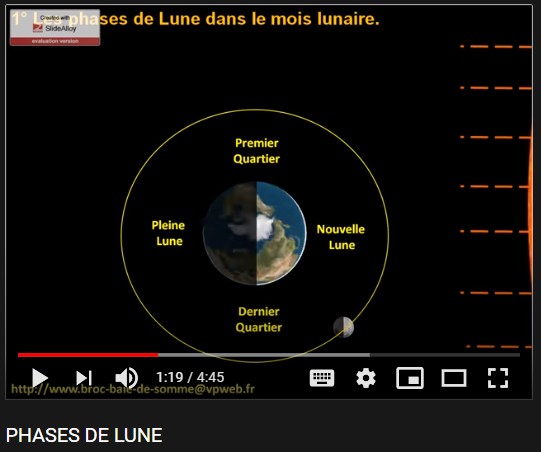 1° Les phases de Lune dans le mois lunaire.
Created with
SlideAlloy
evaluation version
Premier
Quartier
Pleine
Lune
Nouvelle
Lune
Dernier
Quartier
1:19 / 4:45
http://www.broc-baie-de-somme@vpweb.fr
PHASES DE LUNE